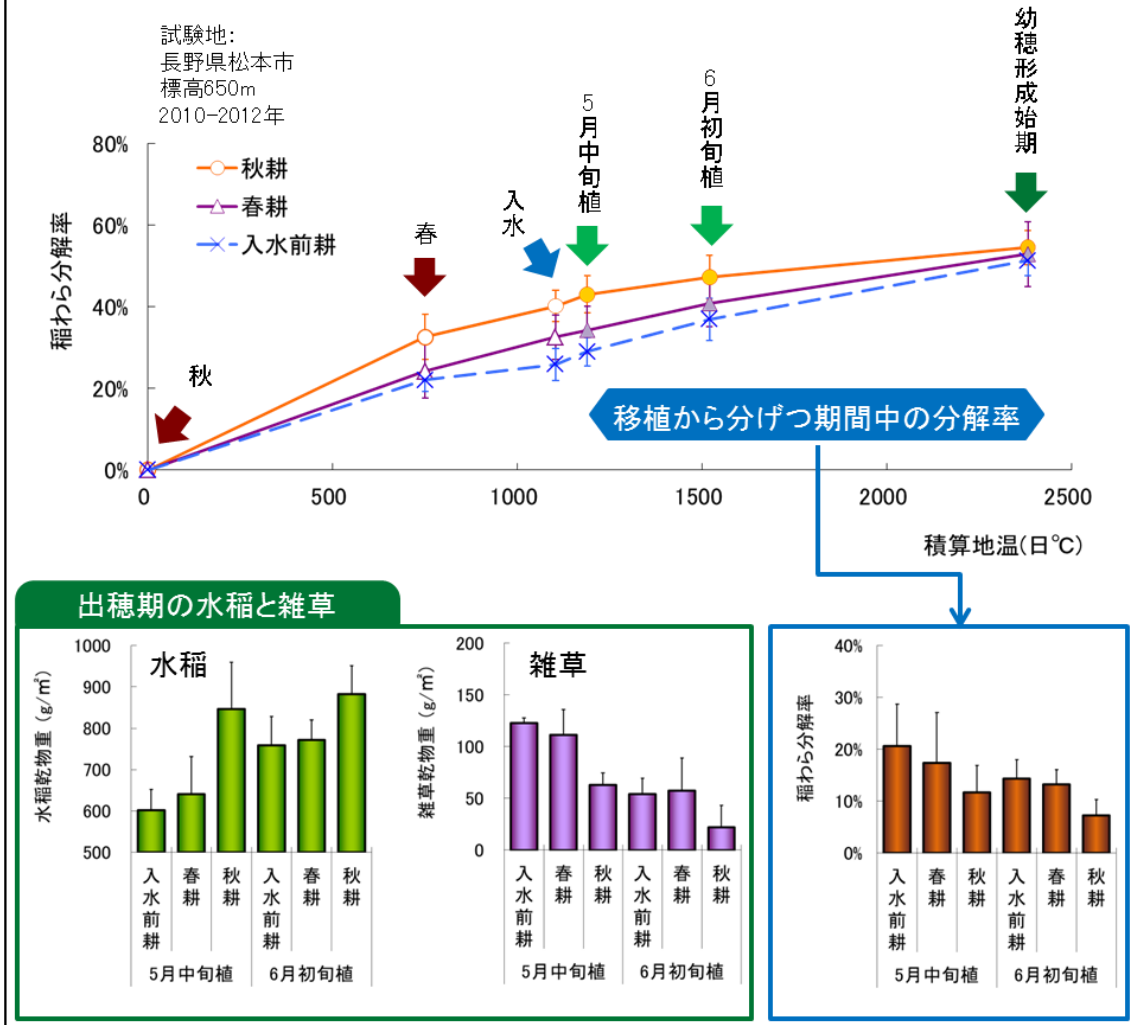 試験地:
長野県松本市
標高650m
2010-2012年
秋耕
春耕
入水前耕
稲わら分解率
80%
60%
40%
20%
0%
秋
春
入水
5月中旬植
6月初旬植
幼穂形成始期
0
500
1000
1500
2000
2500
積算地温(日℃)
移植から分げつ期間中の分解率
出穂期の水稲と雑草
水稲
水稲乾物重(g/㎡)
1000
900
800
700
600
500
入水前耕
春耕
秋耕
入水前耕
春耕
秋耕
5月中旬植
6月初旬植
雑草
雑草乾物重(g/㎡)
200
150
100
50
0
入水前耕
春耕
秋耕
入水前耕
春耕
秋耕
5月中旬植
6月初旬植
稲わら分解率
40%
30%
20%
10%
0%
入水前耕
春耕
秋耕
入水前耕
春耕
秋耕
5月中旬植
6月初旬植